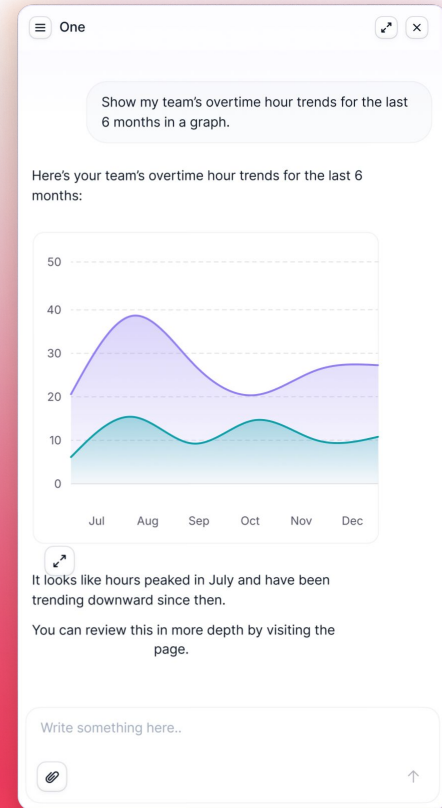 One
Show my team’s overtime hour trends for the last
6 months in a graph.
Here’s your team’s overtime hour trends for the last 6
months:
50
40
30
20
10
0
Jul Aug Sep Oct Nov Dec
It looks like hours peaked in July and have been
trending downward since then.
You can review this in more depth by visiting the
page.
Write something here..